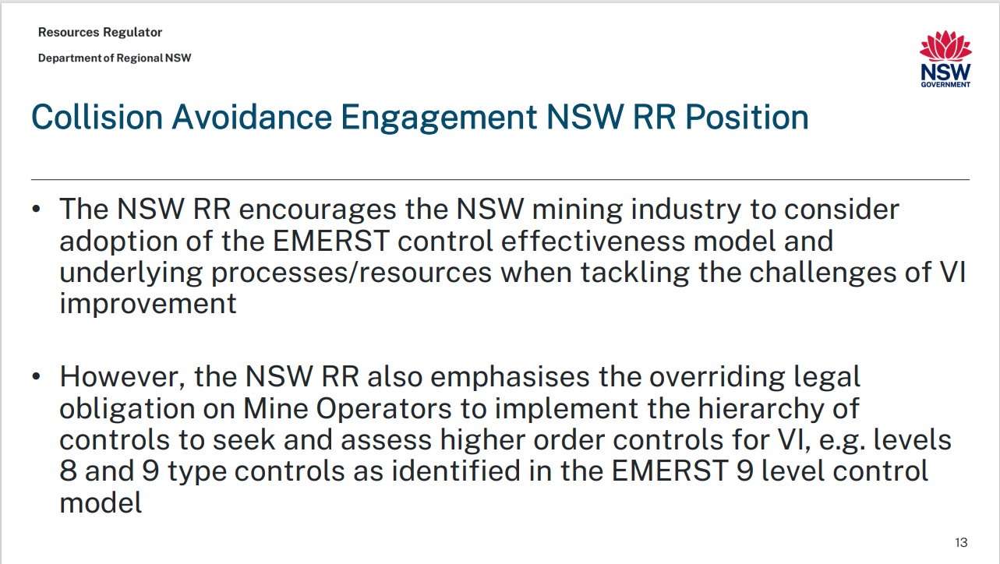 Resources Regulator
Department of Regional NSW
NSW
GOVERNMENT
Collision Avoidance Engagement NSW RR Position
• The NSW RR encourages the NSW mining industry to consider
adoption of the EMERST control effectiveness model and
underlying processes/resources when tackling the challenges of VI
improvement
• However, the NSW RR also emphasises the overriding legal
obligation on Mine Operators to implement the hierarchy of
controls to seek and assess higher order controls for VI, e.g. levels
8 and 9 type controls as identified in the EMERST 9 level control
model
13